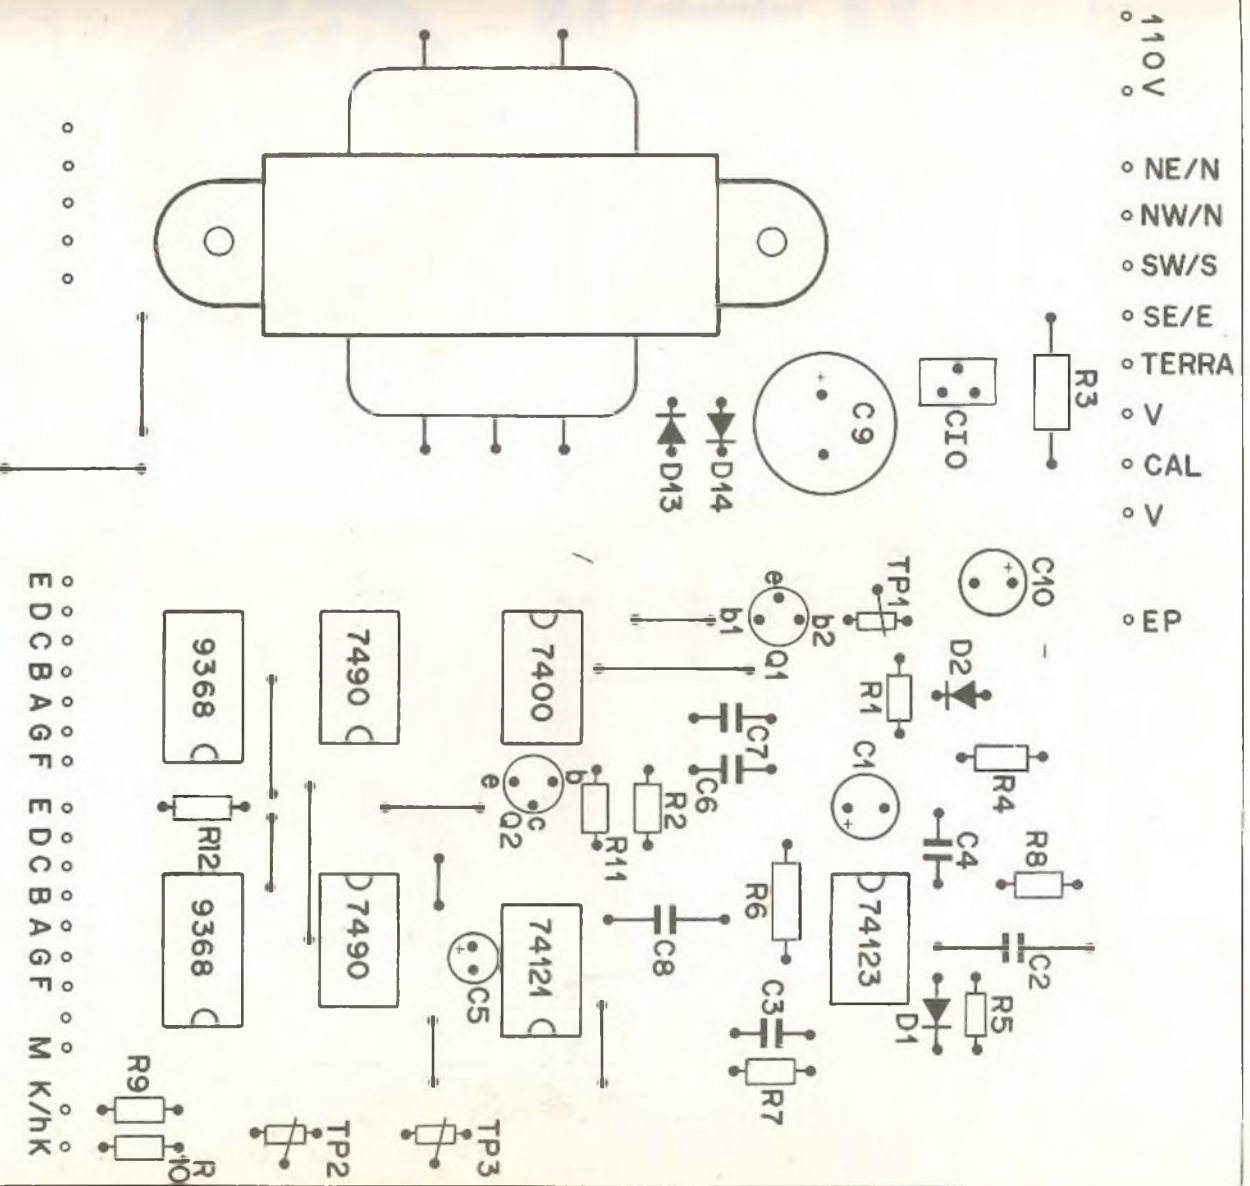 110V
NE/N
NW/N
SW/S
SE/E
TERRA
V
CAL
V
EP
R3
CIO
+
C9
D13
D14
E
D
C
B
A
G
F
E
D
C
B
A
G
F
M
K/hK
9368
7490
7400
e
b1
b2
Q1
TP1
+
C10
D2
R1
C7
C6
C1
+
R4
R12
e
b
c
Q2
R11
R2
C4
R8
R6
9368
7490
+
C5
74121
C8
74123
C2
C3
D1
R5
R7
R9
R
10
TP2
TP3